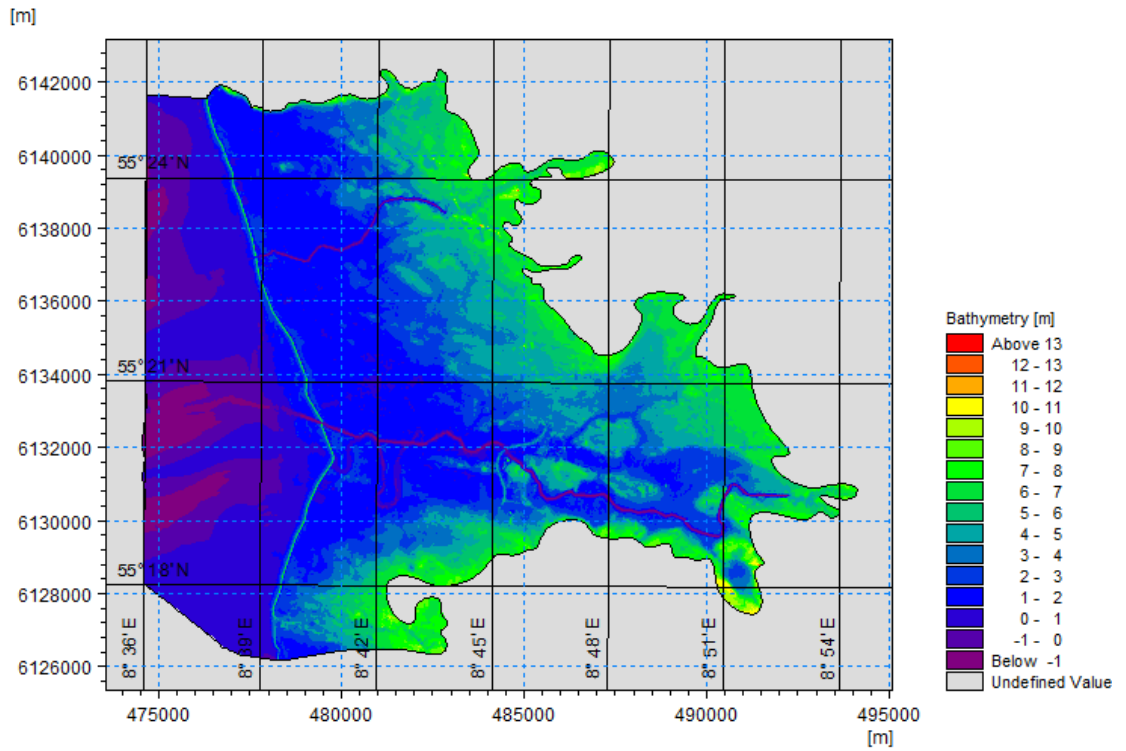 [m]
6142000
6140000
6138000
6136000
6134000
6132000
6130000
6128000
6126000
55°24' N
55°21' N
55°18' N
8°36' E
8°39' E
8°42' E
8°45' E
8°48' E
8°51' E
8°54' E
475000
480000
485000
490000
495000
[m]
Bathymetry [m]
Above 13
12 - 13
11 - 12
10 - 11
9 - 10
8 - 9
7 - 8
6 - 7
5 - 6
4 - 5
3 - 4
2 - 3
1 - 2
0 - 1
-1 - 0
Below -1
Undefined Value